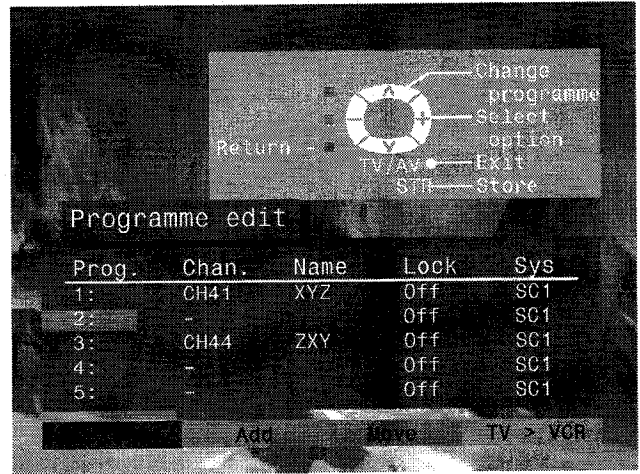 Change
programme
Select
option
Return
TV/AV Exit
STR Store
Programme edit
Prog. Chan. Name Lock Sys
1: CH41 XYZ Off SC1
2: - Off SC1
3: CH44 ZXY Off SC1
4: - Off SC1
5: - Off SC1
Add Move TV > VCR